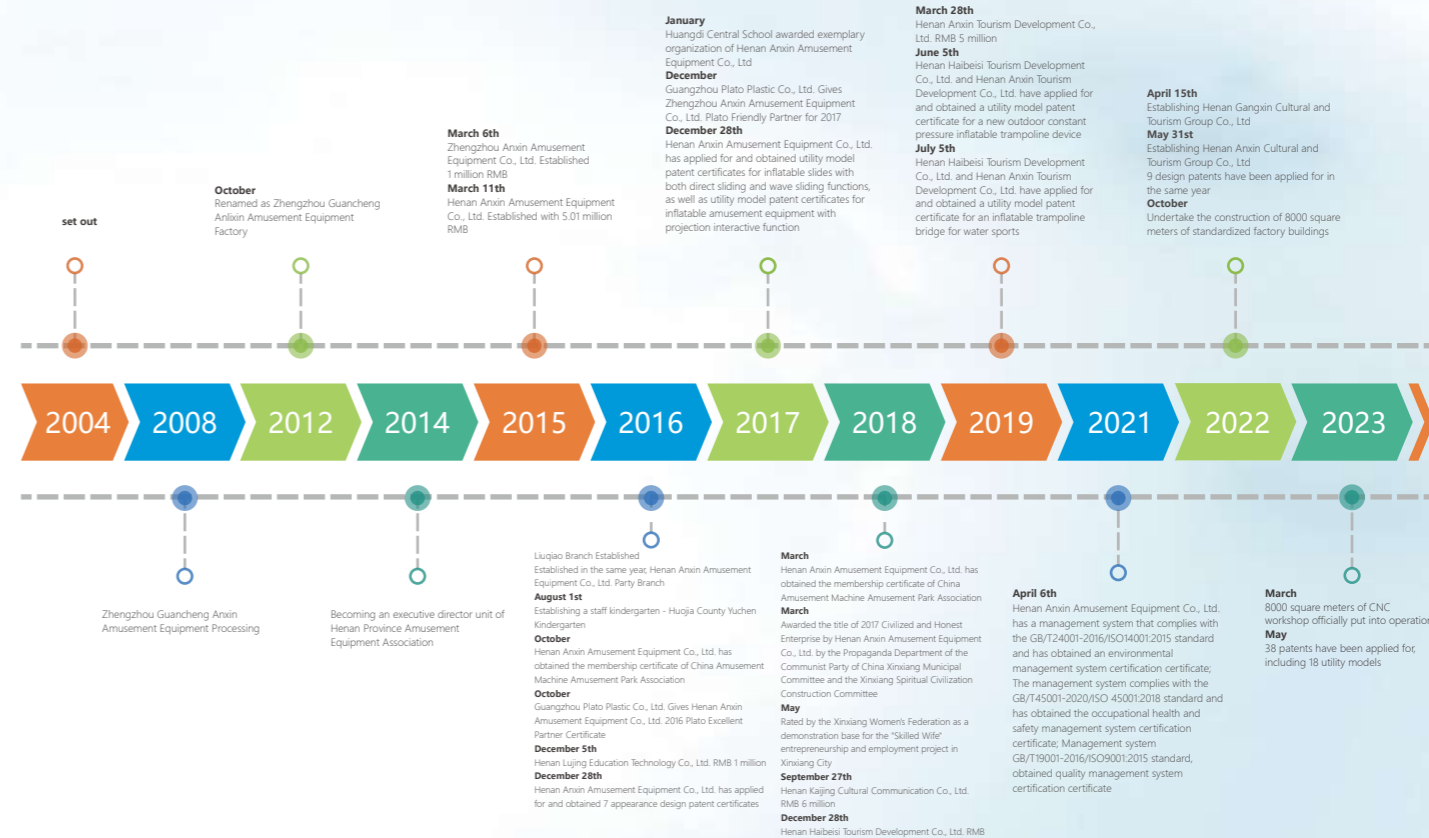 set out
October
Renamed as Zhengzhou Guancheng
Anlixin Amusement Equipment
Factory
March 6th
Zhengzhou Anxin Amusement
Equipment Co., Ltd. Established
1 million RMB
March 11th
Henan Anxin Amusement Equipment
Co., Ltd. Established with 5.01 million
RMB
January
Huangdi Central School awarded exemplary
organization of Henan Anxin Amusement
Equipment Co., Ltd
December
Guangzhou Plato Plastic Co., Ltd. Gives
Zhengzhou Anxin Amusement Equipment
Co., Ltd. Plato Friendly Partner for 2017
December 28th
Henan Anxin Amusement Equipment Co., Ltd.
has applied for and obtained utility model
patent certificates for inflatable slides with
both direct sliding and wave sliding functions,
as well as utility model patent certificates for
inflatable amusement equipment with
projection interactive function
March 28th
Henan Anxin Tourism Development Co.,
Ltd. RMB 5 million
June 5th
Henan Haibeisi Tourism Development
Co., Ltd. and Henan Anxin Tourism
Development Co., Ltd. have applied for
and obtained a utility model patent
certificate for a new outdoor constant
pressure inflatable trampoline device
July 5th
Henan Haibeisi Tourism Development
Co., Ltd. and Henan Anxin Tourism
Development Co., Ltd. have applied for
and obtained a utility model patent
certificate for an inflatable trampoline
bridge for water sports
April 15th
Establishing Henan Gangxin Cultural and
Tourism Group Co., Ltd
May 31st
Establishing Henan Anxin Cultural and
Tourism Group Co., Ltd
9 design patents have been applied for in
the same year
October
Undertake the construction of 8000 square
meters of standardized factory buildings
2004
2008
2012
2014
2015
2016
2017
2018
2019
2021
2022
2023
Zhengzhou Guancheng Anxin
Amusement Equipment Processing
Becoming an executive director unit of
Henan Province Amusement
Equipment Association
Liuqiao Branch Established
Established in the same year, Henan Anxin Amusement
Equipment Co., Ltd. Party Branch
August 1st
Establishing a staff kindergarten - Huojia County Yuchen
Kindergarten
October
Henan Anxin Amusement Equipment Co., Ltd. has
obtained the membership certificate of China Amusement
Machine Amusement Park Association
October
Guangzhou Plato Plastic Co., Ltd. Gives Henan Anxin
Amusement Equipment Co., Ltd. 2016 Plato Excellent
Partner Certificate
December 5th
Henan Lujing Education Technology Co., Ltd. RMB 1 million
December 28th
Henan Anxin Amusement Equipment Co., Ltd. has applied
for and obtained 7 appearance design patent certificates
March
Henan Anxin Amusement Equipment Co., Ltd. has
obtained the membership certificate of China
Amusement Machine Amusement Park Association
March
Awarded the title of 2017 Civilized and Honest
Enterprise by Henan Anxin Amusement Equipment
Co., Ltd. by the Propaganda Department of the
Communist Party of China Xinxiang Municipal
Committee and the Xinxiang Spiritual Civilization
Construction Committee
May
Rated by the Xinxiang Women's Federation as a
demonstration base for the "Skilled Wife"
entrepreneurship and employment project in
Xinxiang City
September 27th
Henan Kaijing Cultural Communication Co., Ltd.
RMB 6 million
December 28th
Henan Haibeisi Tourism Development Co., Ltd. RMB
April 6th
Henan Anxin Amusement Equipment Co., Ltd.
has a management system that complies with
the GB/T24001-2016/ISO14001:2015 standard
and has obtained an environmental
management system certification certificate;
The management system complies with the
GB/T45001-2020/ISO 45001:2018 standard and
has obtained the occupational health and
safety management system certification
certificate; Management system
GB/T19001-2016/ISO9001:2015 standard,
obtained quality management system
certification certificate
March
8000 square meters of CNC
workshop officially put into operation
May
38 patents have been applied for,
including 18 utility models